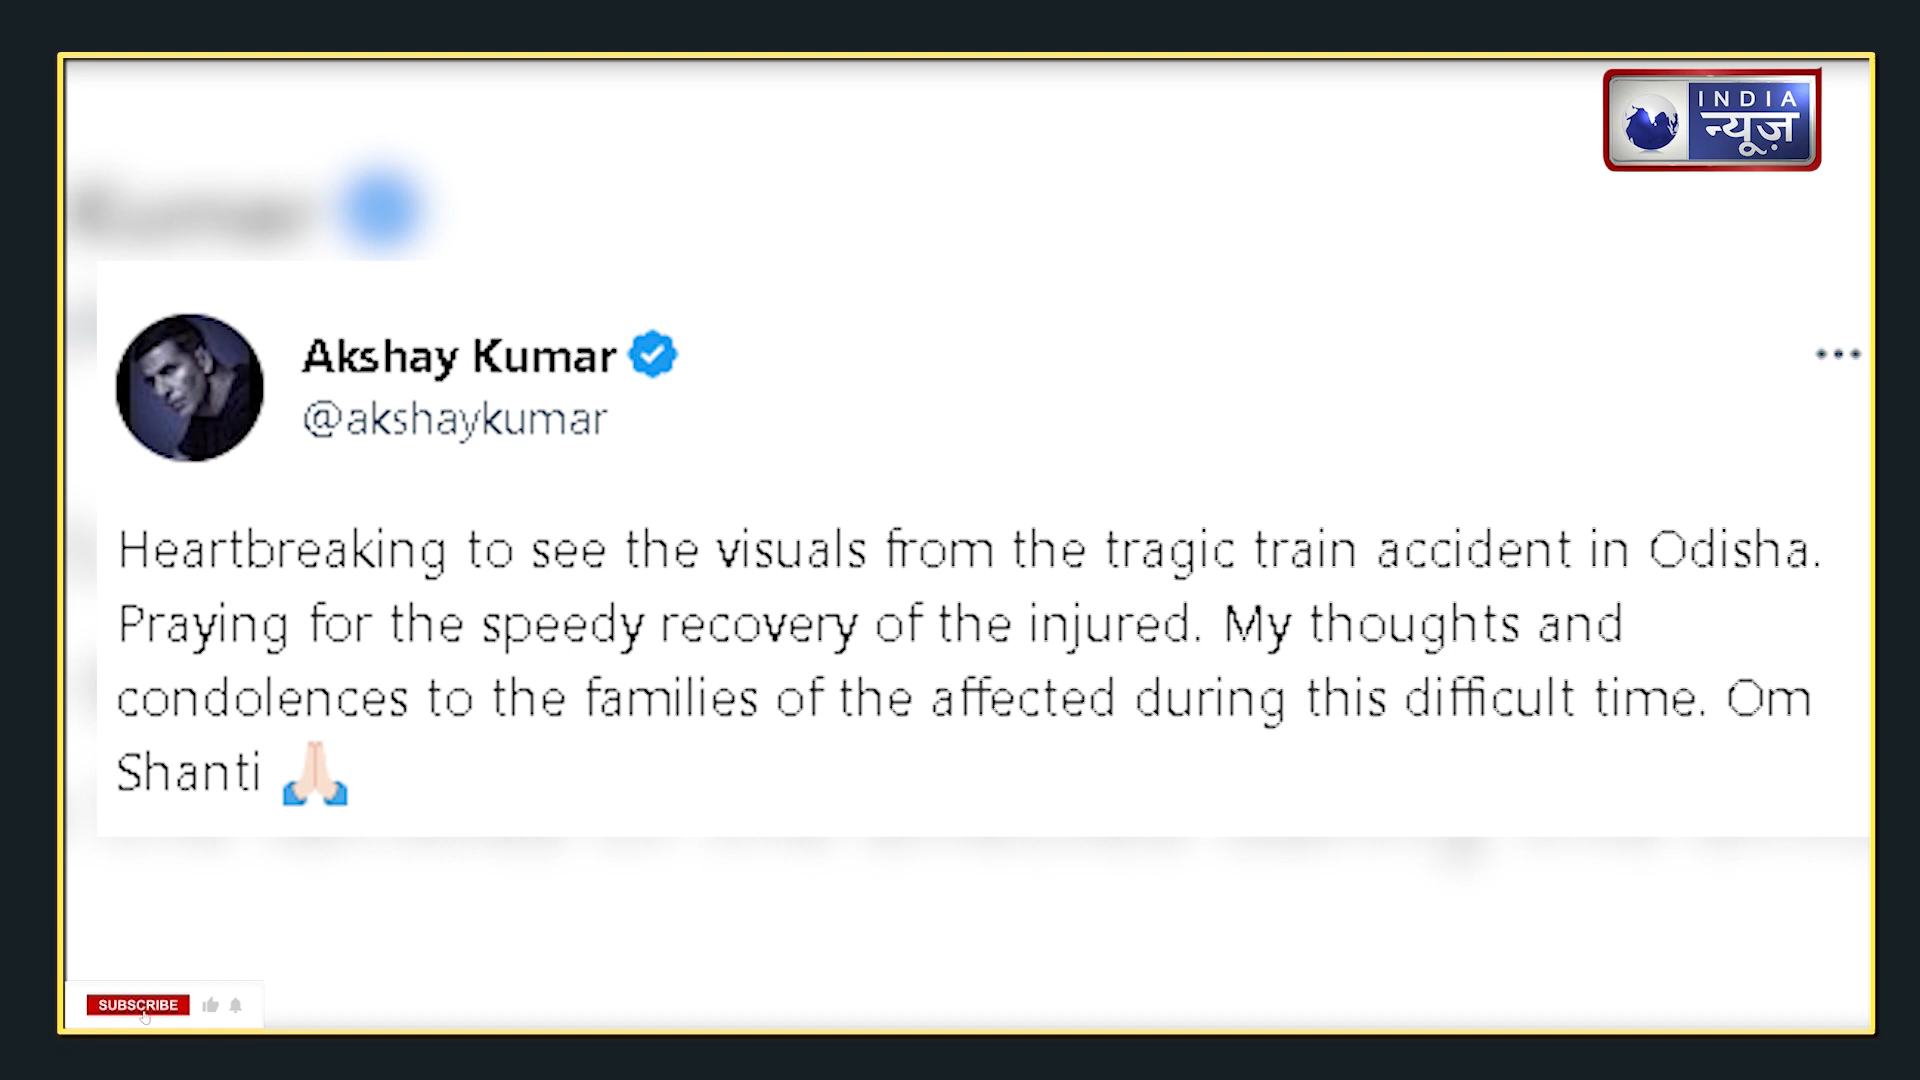 INDIA
न्यूज़
Kumar
Akshay Kumar
@akshaykumar
Heartbreaking to see the visuals from the tragic train accident in Odisha.
Praying for the speedy recovery of the injured. My thoughts and
condolences to the families of the affected during this difficult time. Om
Shanti 🙏🏻
SUBSCRIBE